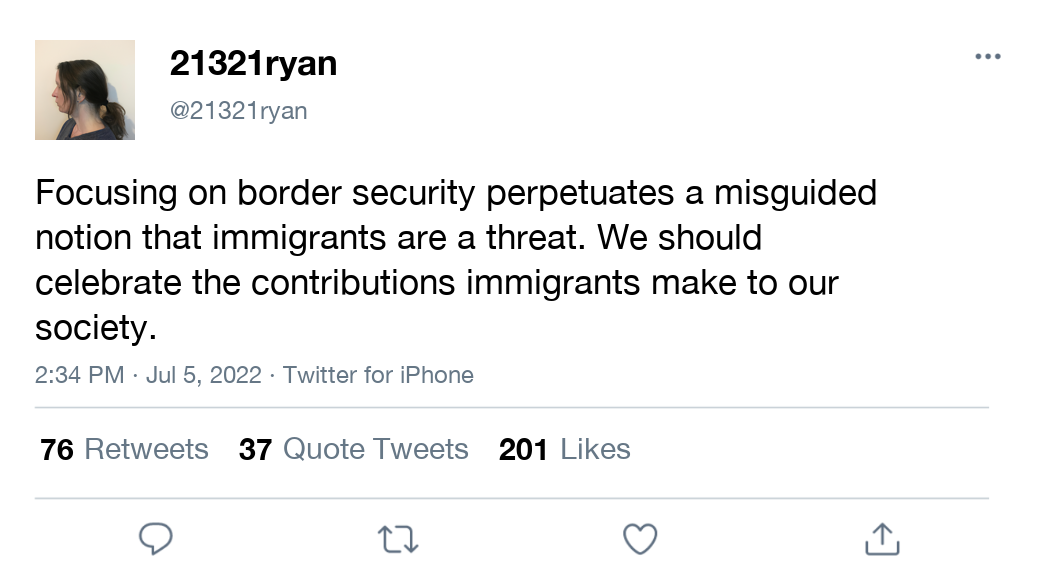 21321ryan
@21321ryan
Focusing on border security perpetuates a misguided
notion that immigrants are a threat. We should
celebrate the contributions immigrants make to our
society.
2:34 PM · Jul 5, 2022 · Twitter for iPhone
76 Retweets 37 Quote Tweets 201 Likes